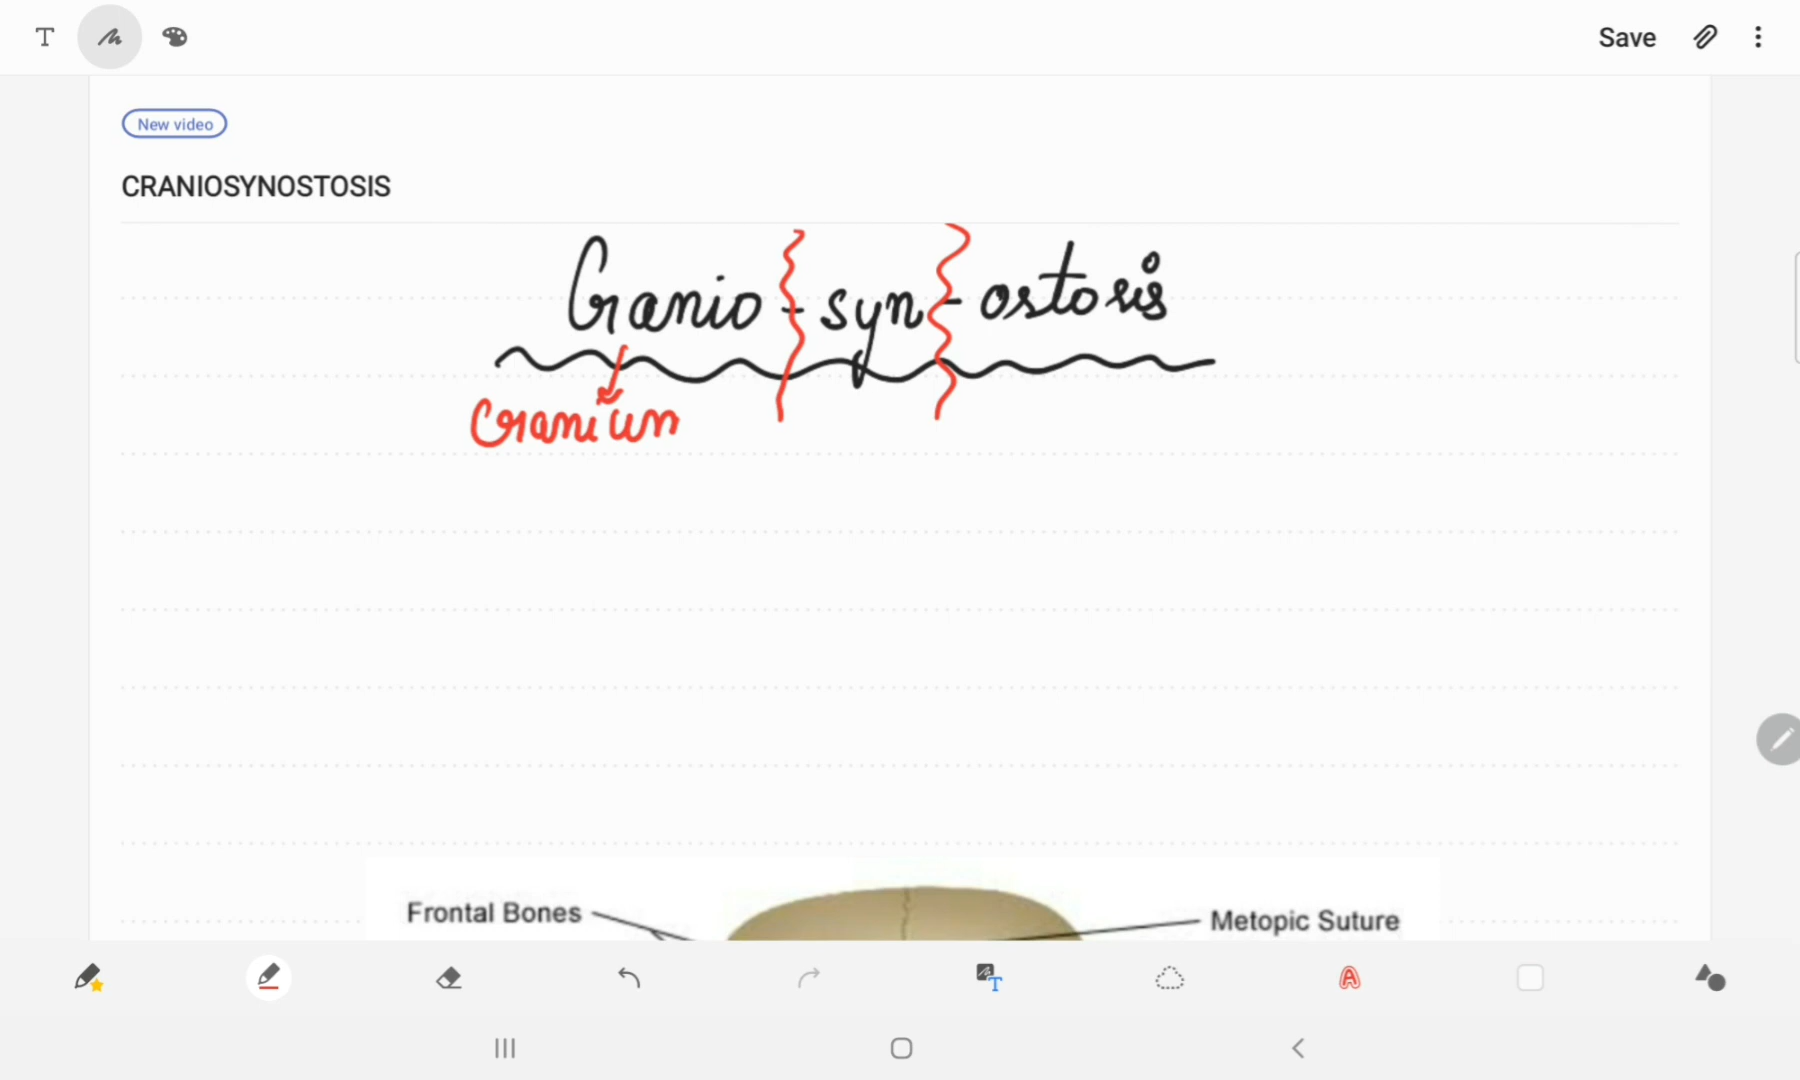 T Save
New video
CRANIOSYNOSTOSIS
Cranio - syn - ostosis
Cranium
Frontal Bones Metopic Suture
T
A